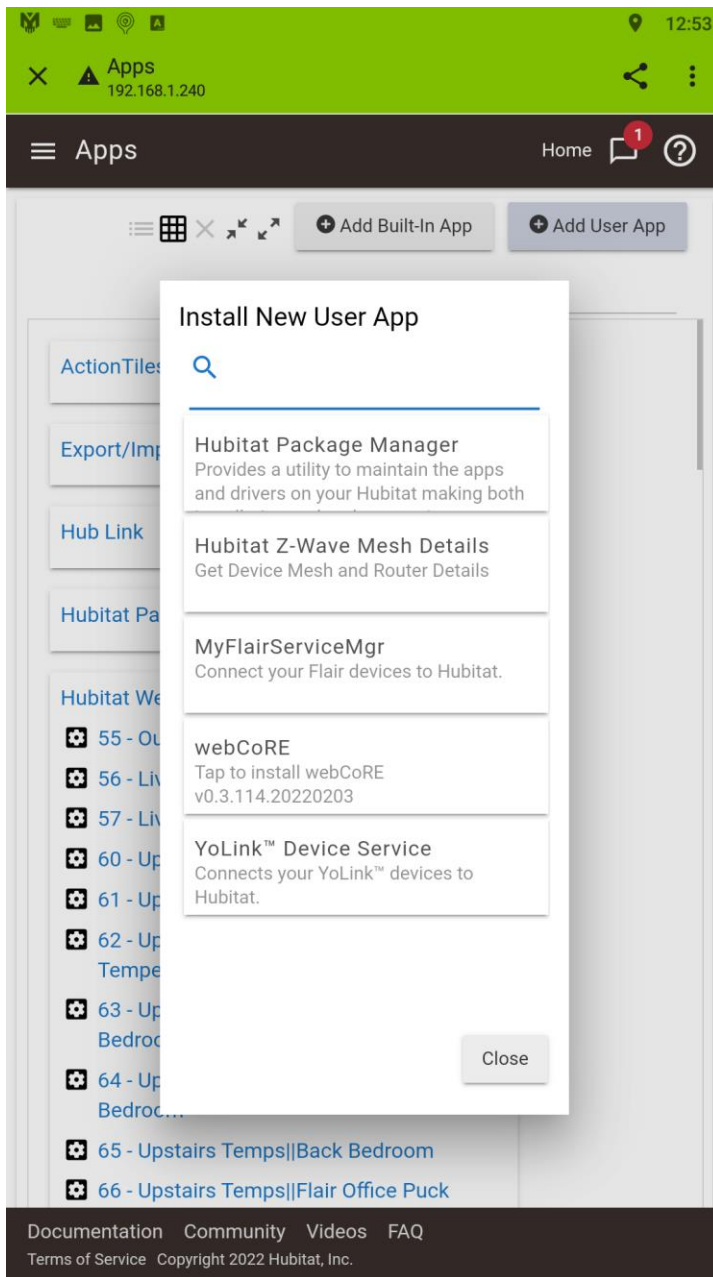 12:53
Apps
192.168.1.240
Apps
Home
1
Add Built-In App
Add User App
Install New User App
ActionTiles
Export/Imp
Hub Link
Hubitat Pa
Hubitat We
55 - Ou
56 - Liv
57 - Liv
60 - Up
61 - Up
62 - Up
Tempe
63 - Up
Bedroo
64 - Up
Bedroom
65 - Upstairs Temps||Back Bedroom
66 - Upstairs Temps||Flair Office Puck
Hubitat Package Manager
Provides a utility to maintain the apps
and drivers on your Hubitat making both
Hubitat Z-Wave Mesh Details
Get Device Mesh and Router Details
MyFlairServiceMgr
Connect your Flair devices to Hubitat.
webCoRE
Tap to install webCoRE
v0.3.114.20220203
YoLink™ Device Service
Connects your YoLink™ devices to
Hubitat.
Close
Documentation Community Videos FAQ
Terms of Service Copyright 2022 Hubitat, Inc.